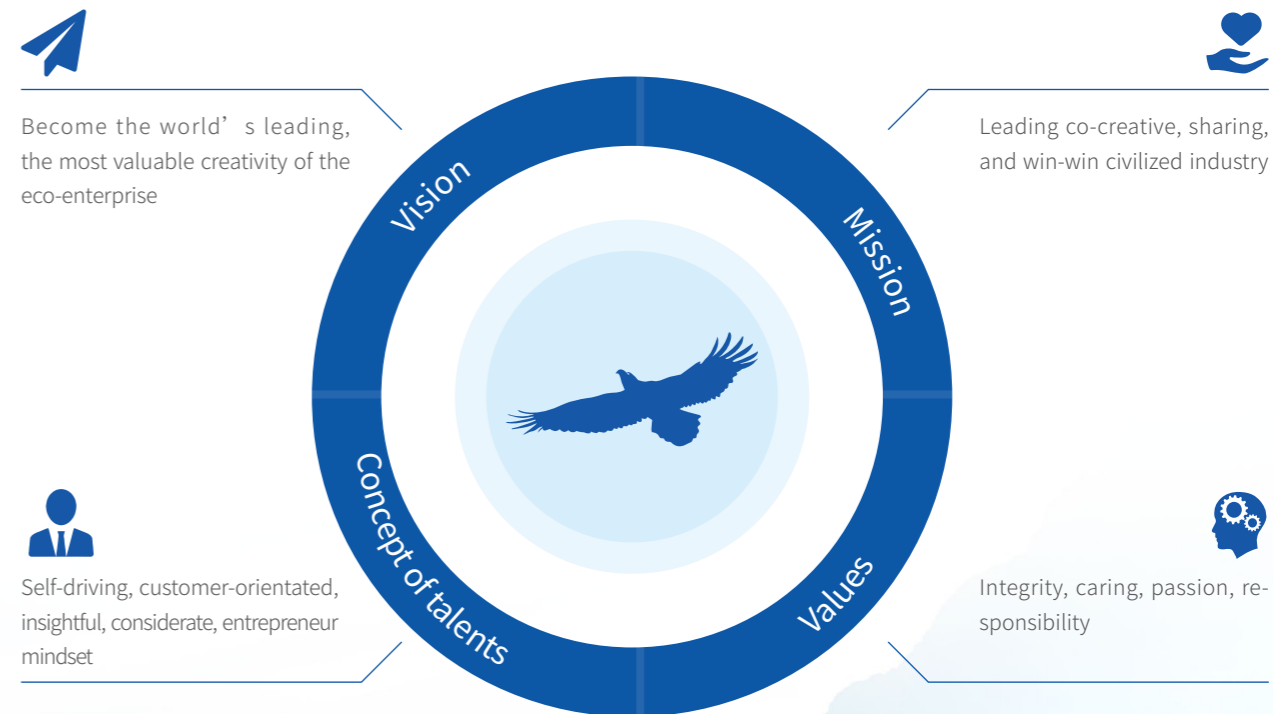 Become the world’s leading,
the most valuable creativity of the
eco-enterprise
Leading co-creative, sharing,
and win-win civilized industry
Vision
Mission
Concept of talents
Values
Self-driving, customer-orientated,
insightful, considerate, entrepreneur
mindset
Integrity, caring, passion, re-
sponsibility